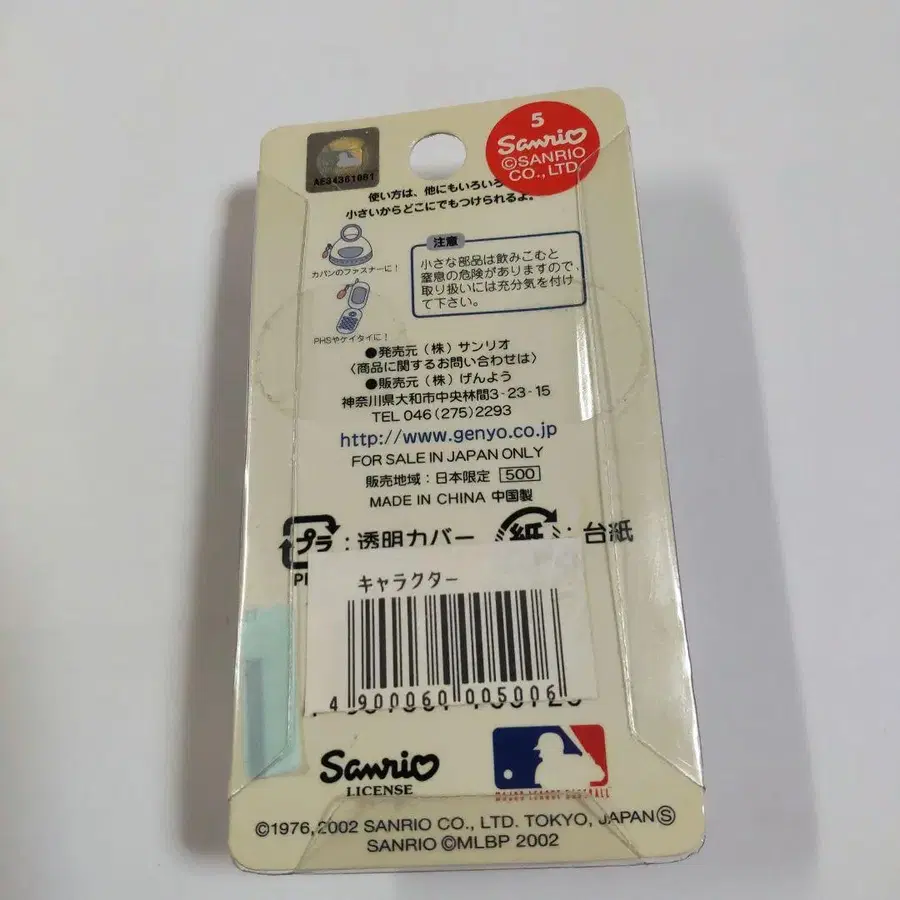 5
Sanrio
©SANRIO
CO., LTD.
AE34361081
使い方は、他にもいろいろ
小さいからどこにでもつけられるよ。
カバンのファスナーに!
PHSやケイタイに!
注意
小さな部品は飲みこむと
窒息の危険がありますので、
取り扱いには充分気を付け
て下さい。
●発売元(株)サンリオ
〈商品に関するお問い合わせは〉
●販売元(株)げんよう
神奈川県大和市中央林間3-23-15
TEL 046(275)2293
http://www.genyo.co.jp
FOR SALE IN JAPAN ONLY
販売地域:日本限定 500
MADE IN CHINA 中国製
プラ:透明カバー 紙:台紙
キャラクター
4 900060 005006
Sanrio
LICENSE
MAJOR LEAGUE BASEBALL
©1976, 2002 SANRIO CO., LTD. TOKYO, JAPAN Ⓢ
SANRIO ©MLBP 2002